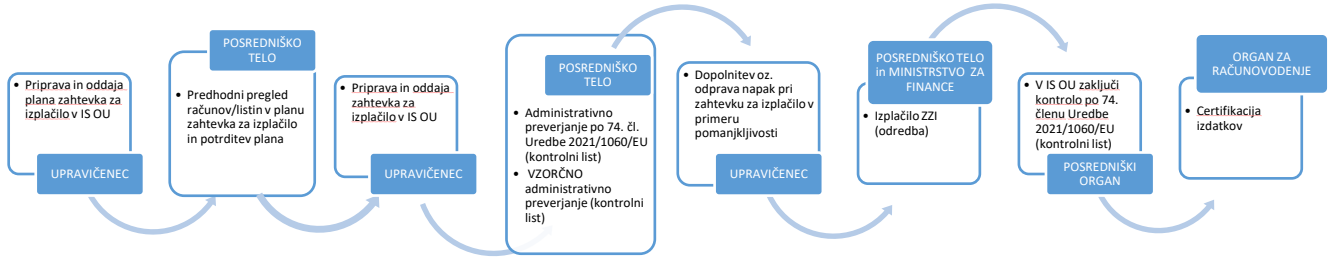 • Priprava in oddaja
plana zahtevka za
izplačilo v IS OU
UPRAVIČENEC
POSREDNIŠKO
TELO
• Predhodni pregled
računov/listin v planu
zahtevka za izplačilo
in potrditev plana
• Priprava in oddaja
zahtevka za
izplačilo v IS OU
UPRAVIČENEC
POSREDNIŠKO
TELO
• Administrativno
preverjanje po 74. čl.
Uredbe 2021/1060/EU
(kontrolni list)
• VZORČNO
administrativno
preverjanje (kontrolni
list)
• Dopolnitev oz.
odprava napak pri
zahtevku za izplačilo v
primeru
pomanjkljivosti
UPRAVIČENEC
POSREDNIŠKO TELO
in MINISTRSTVO ZA
FINANCE
• Izplačilo ZZI
(odredba)
• V IS OU zaključi
kontrolo po 74.
členu Uredbe
2021/1060/EU
(kontrolni list)
POSREDNIŠKI
ORGAN
ORGAN ZA
RAČUNOVODENJE
• Certifikacija
izdatkov